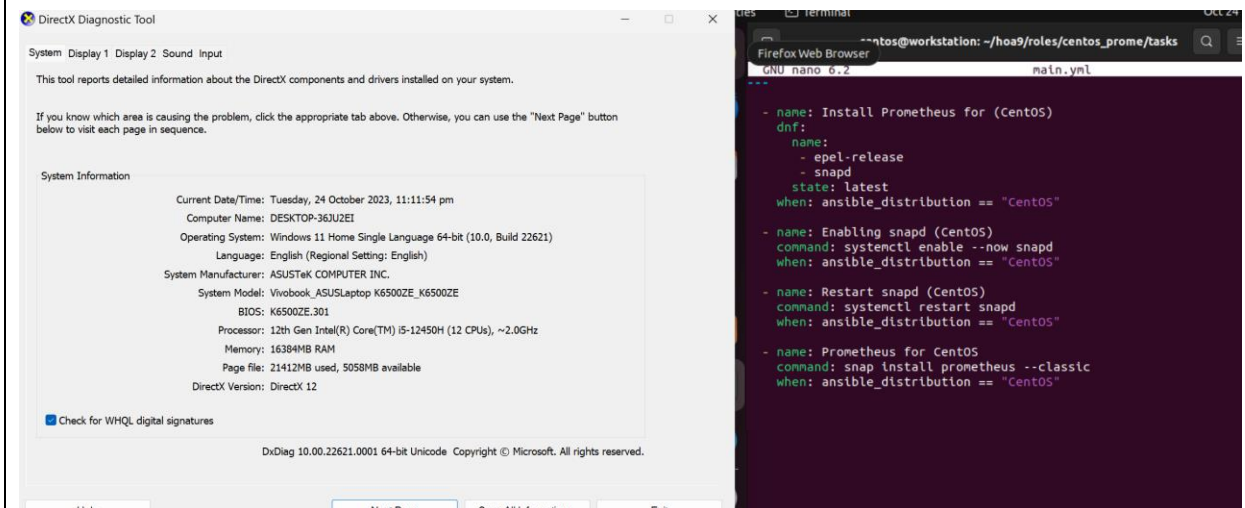 DirectX Diagnostic Tool
System Display 1 Display 2 Sound Input
This tool reports detailed information about the DirectX components and drivers installed on your system.
If you know which area is causing the problem, click the appropriate tab above. Otherwise, you can use the "Next Page" button
below to visit each page in sequence.
System Information
Current Date/Time: Tuesday, 24 October 2023, 11:11:54 pm
Computer Name: DESKTOP-36JU2EI
Operating System: Windows 11 Home Single Language 64-bit (10.0, Build 22621)
Language: English (Regional Setting: English)
System Manufacturer: ASUSTeK COMPUTER INC.
System Model: Vivobook_ASUSLaptop K6500ZE_K6500ZE
BIOS: K6500ZE.301
Processor: 12th Gen Intel(R) Core(TM) i5-12450H (12 CPUs), ~2.0GHz
Memory: 16384MB RAM
Page file: 21412MB used, 5058MB available
DirectX Version: DirectX 12
Check for WHQL digital signatures
DxDiag 10.00.22621.0001 64-bit Unicode Copyright © Microsoft. All rights reserved.
Terminal
Oct 24
centos@workstation: ~/hoa9/roles/centos_prome/tasks
Firefox Web Browser
GNU nano 6.2 main.yml
---
- name: Install Prometheus for (CentOS)
dnf:
name:
- epel-release
- snapd
state: latest
when: ansible_distribution == "CentOS"
- name: Enabling snapd (CentOS)
command: systemctl enable --now snapd
when: ansible_distribution == "CentOS"
- name: Restart snapd (CentOS)
command: systemctl restart snapd
when: ansible_distribution == "CentOS"
- name: Prometheus for CentOS
command: snap install prometheus --classic
when: ansible_distribution == "CentOS"